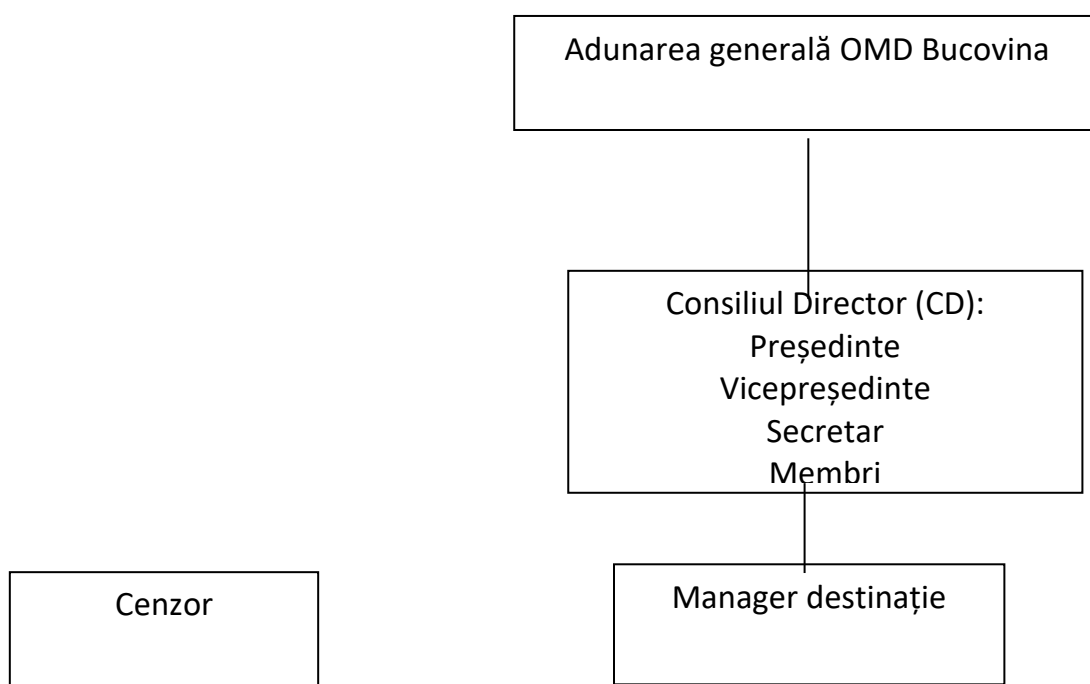 Adunarea generală OMD Bucovina
Consiliul Director (CD):
Președinte
Vicepreședinte
Secretar
Membri
Cenzor
Manager destinație